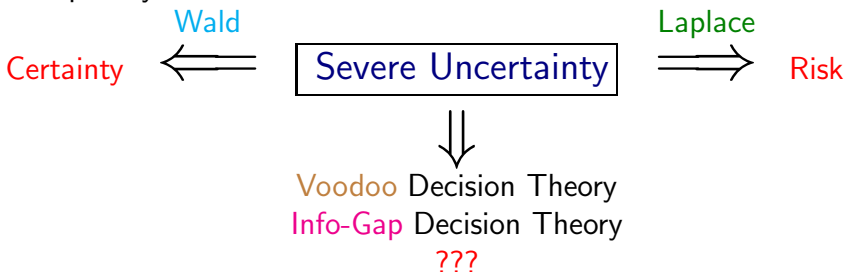 Wald Laplace
Certainty Severe Uncertainty Risk
Voodoo Decision Theory
Info-Gap Decision Theory
???